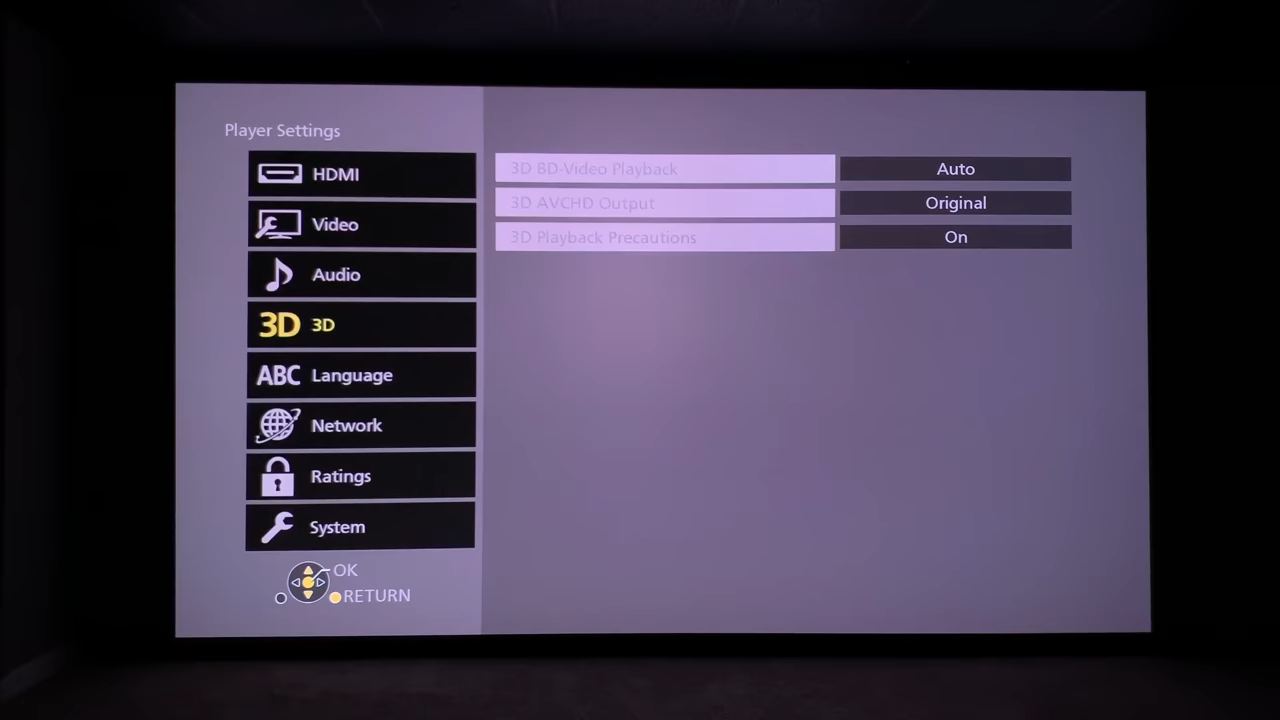 Player Settings
HDMI
Video
Audio
3D 3D
ABC Language
Network
Ratings
System
OK
RETURN
3D BD-Video Playback Auto
3D AVCHD Output Original
3D Playback Precautions On